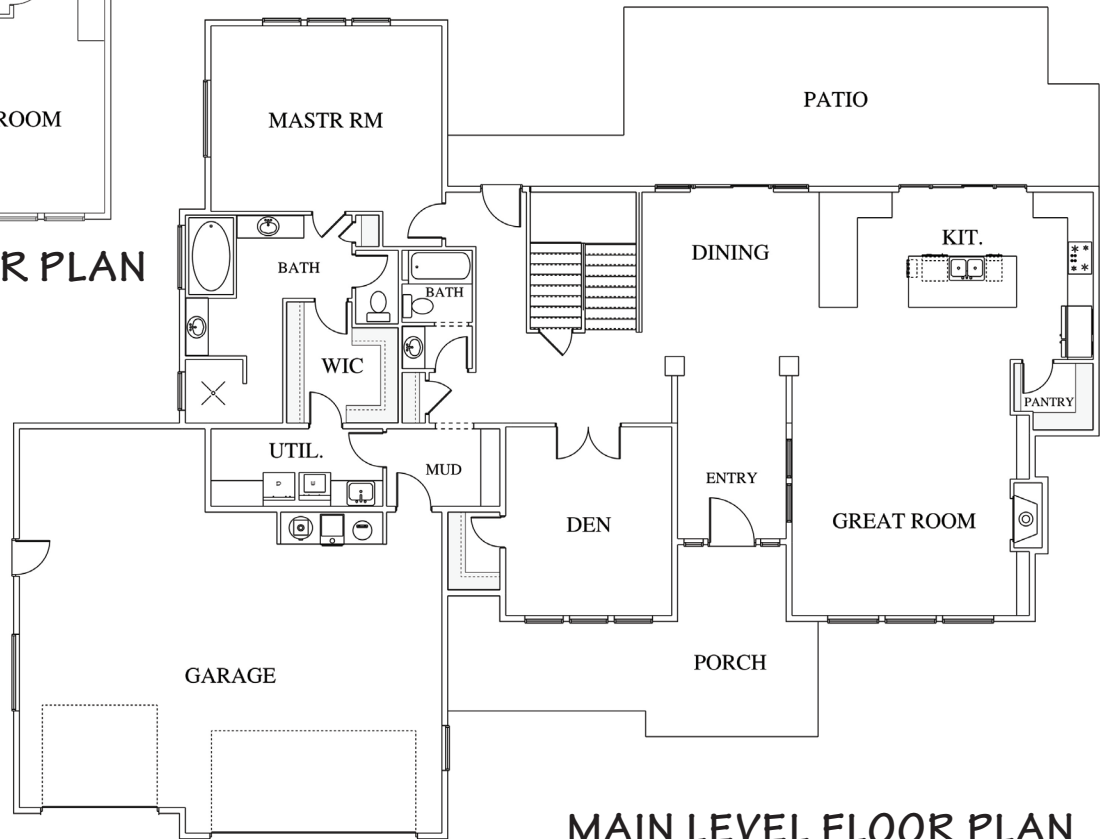 PATIO
ROOM
MASTR RM
KIT.
DINING
R PLAN
BATH
BATH
WIC
PANTRY
UTIL.
MUD
ENTRY
D
W
DEN
GREAT ROOM
PORCH
GARAGE
MAIN LEVEL FLOOR PLAN